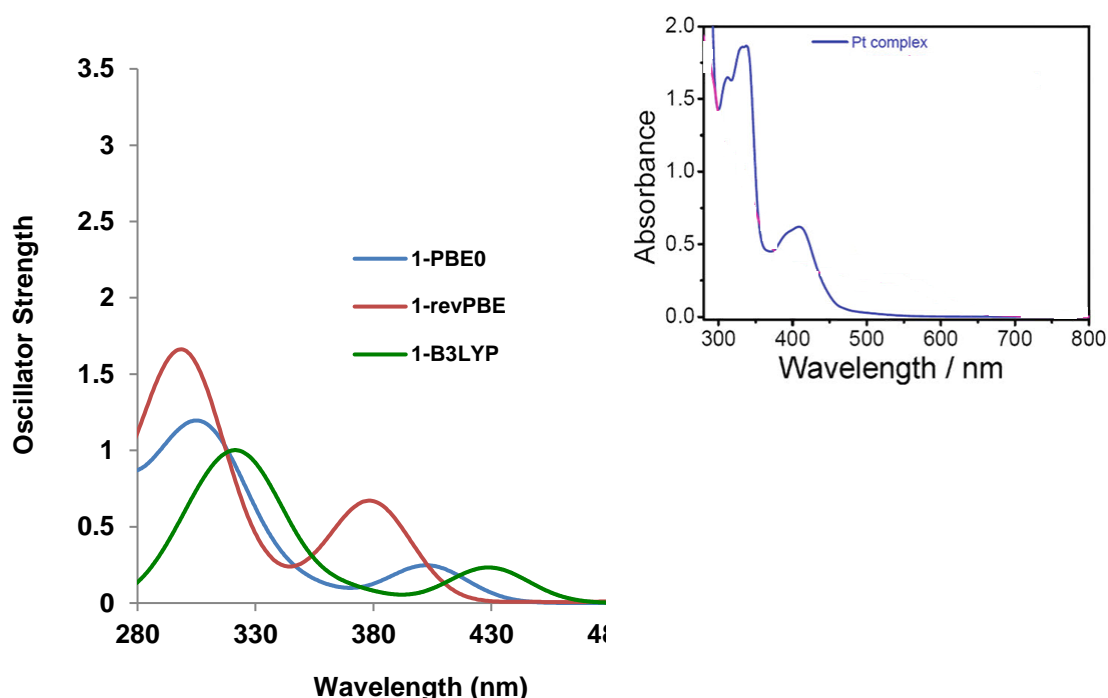 3.5
3
2.5
2
1.5
1
0.5
0
Oscillator Strength
1-PBE0
1-revPBE
1-B3LYP
280 330 380 430
Wavelength (nm)
2.0
1.5
1.0
0.5
0.0
Absorbance
Pt complex
300 400 500 600 700 800
Wavelength / nm